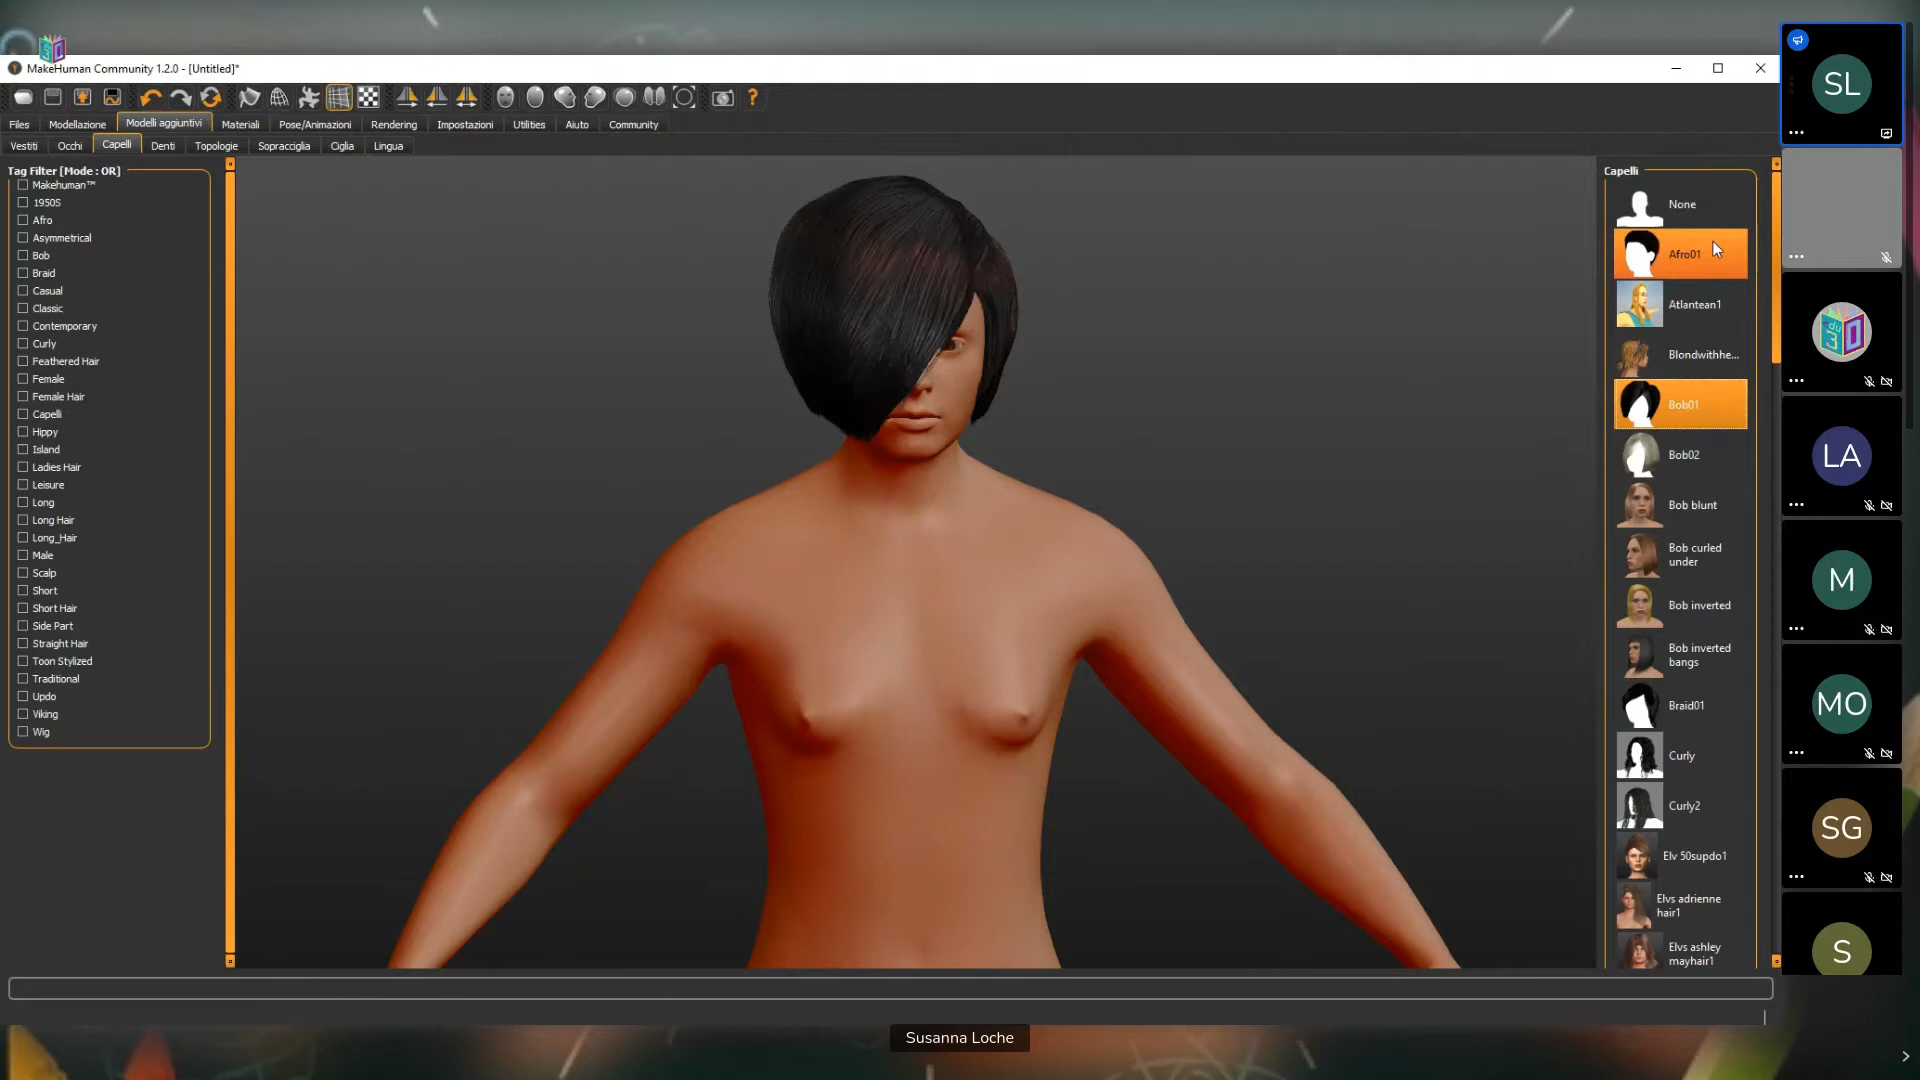 MakeHuman Community 1.2.0 - [Untitled]*
Files Modellazione Modelli aggiuntivi Materiali Pose/Animazioni Rendering Impostazioni Utilities Aiuto Community
Vestiti Occhi Capelli Denti Topologie Sopracciglia Ciglia Lingua
Tag Filter [Mode : OR]
Makehuman™
1950S
Afro
Asymmetrical
Bob
Braid
Casual
Classic
Contemporary
Curly
Feathered Hair
Female
Female Hair
Capelli
Hippy
Island
Ladies Hair
Leisure
Long
Long Hair
Long_Hair
Male
Scalp
Short
Short Hair
Side Part
Straight Hair
Toon Stylized
Traditional
Updo
Viking
Wig
Capelli
None
Afro01
Atlantean1
Blondwithhe...
Bob01
Bob02
Bob blunt
Bob curled
under
Bob inverted
Bob inverted
bangs
Braid01
Curly
Curly2
Elv 50supdo1
Elvs adrienne
hair1
Elvs ashley
mayhair1
SL
edu
30
LA
M
MO
SG
S
Susanna Loche